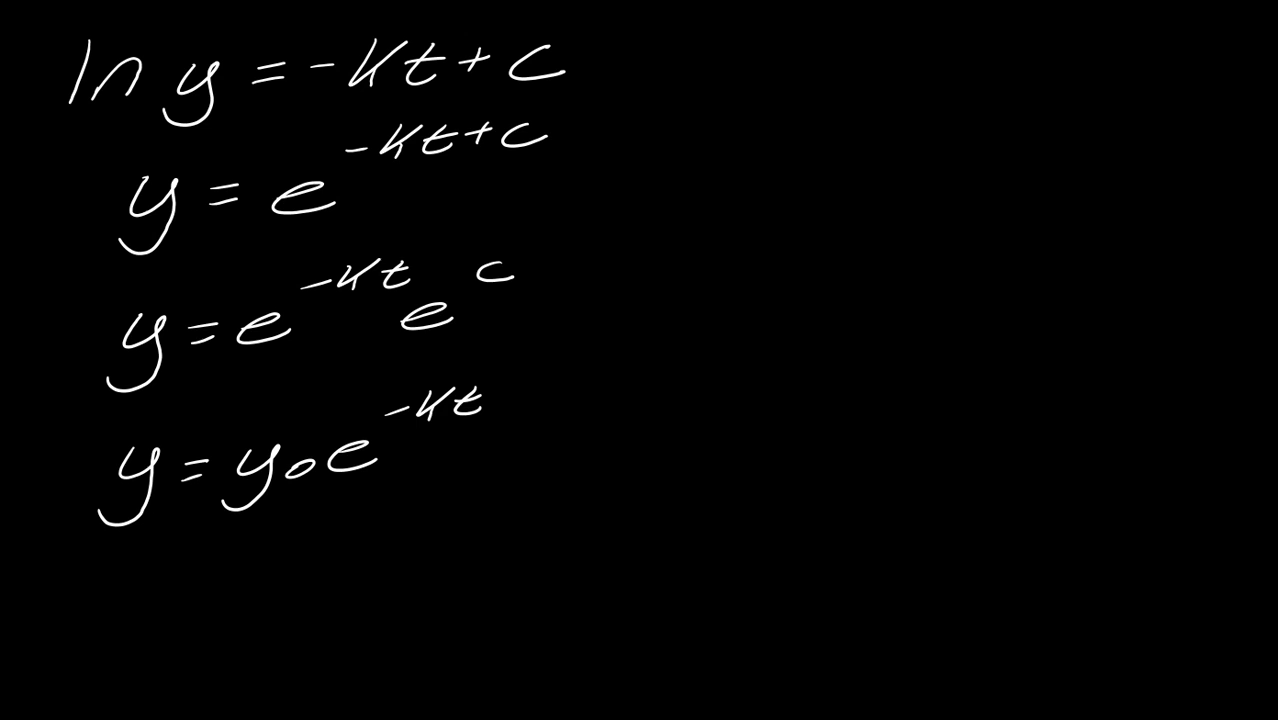 ln y = -kt + c
y = e^{-kt+c}
y = e^{-kt} e^{c}
y = y₀e^{-kt}